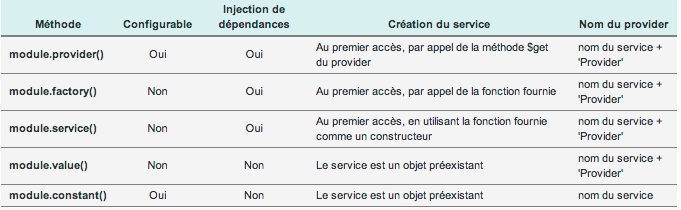 Méthode Configurable Injection de dépendances Création du service Nom du provider
module.provider() Oui Oui Au premier accès, par appel de la méthode $get du provider nom du service + 'Provider'
module.factory() Non Oui Au premier accès, par appel de la fonction fournie nom du service + 'Provider'
module.service() Non Oui Au premier accès, en utilisant la fonction fournie comme un constructeur nom du service + 'Provider'
module.value() Non Non Le service est un objet préexistant nom du service + 'Provider'
module.constant() Oui Non Le service est un objet préexistant nom du service